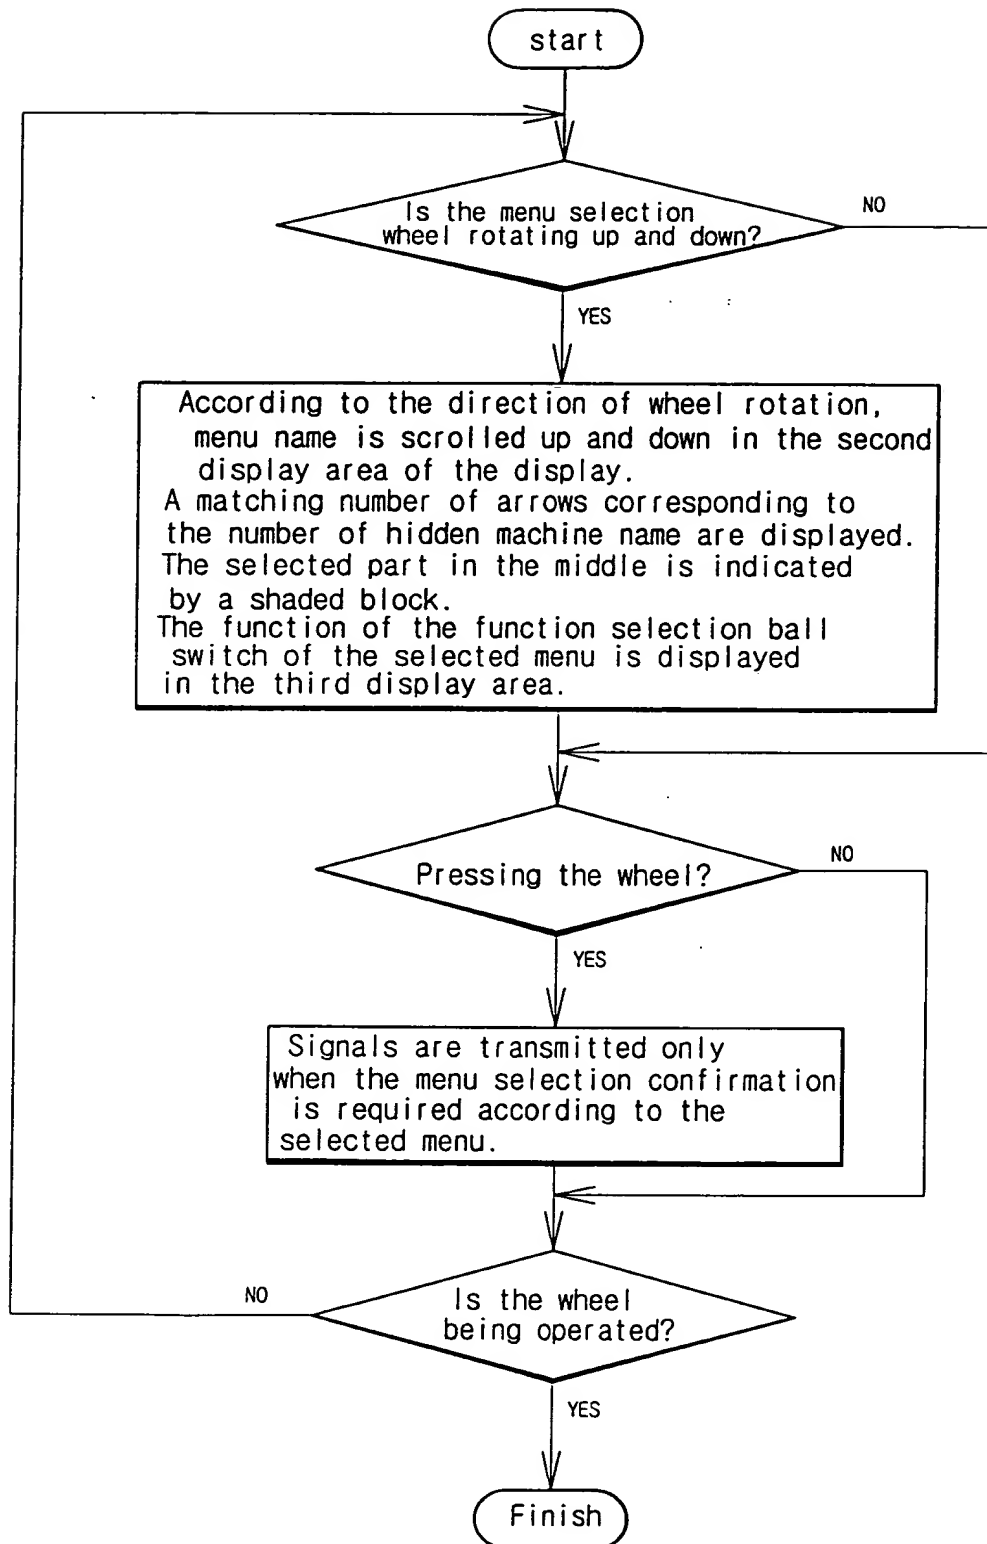 start
Is the menu selection
wheel rotating up and down?
NO
YES
According to the direction of wheel rotation,
menu name is scrolled up and down in the second
display area of the display.
A matching number of arrows corresponding to
the number of hidden machine name are displayed.
The selected part in the middle is indicated
by a shaded block.
The function of the function selection ball
switch of the selected menu is displayed
in the third display area.
Pressing the wheel?
NO
YES
Signals are transmitted only
when the menu selection confirmation
is required according to the
selected menu.
NO
Is the wheel
being operated?
YES
Finish